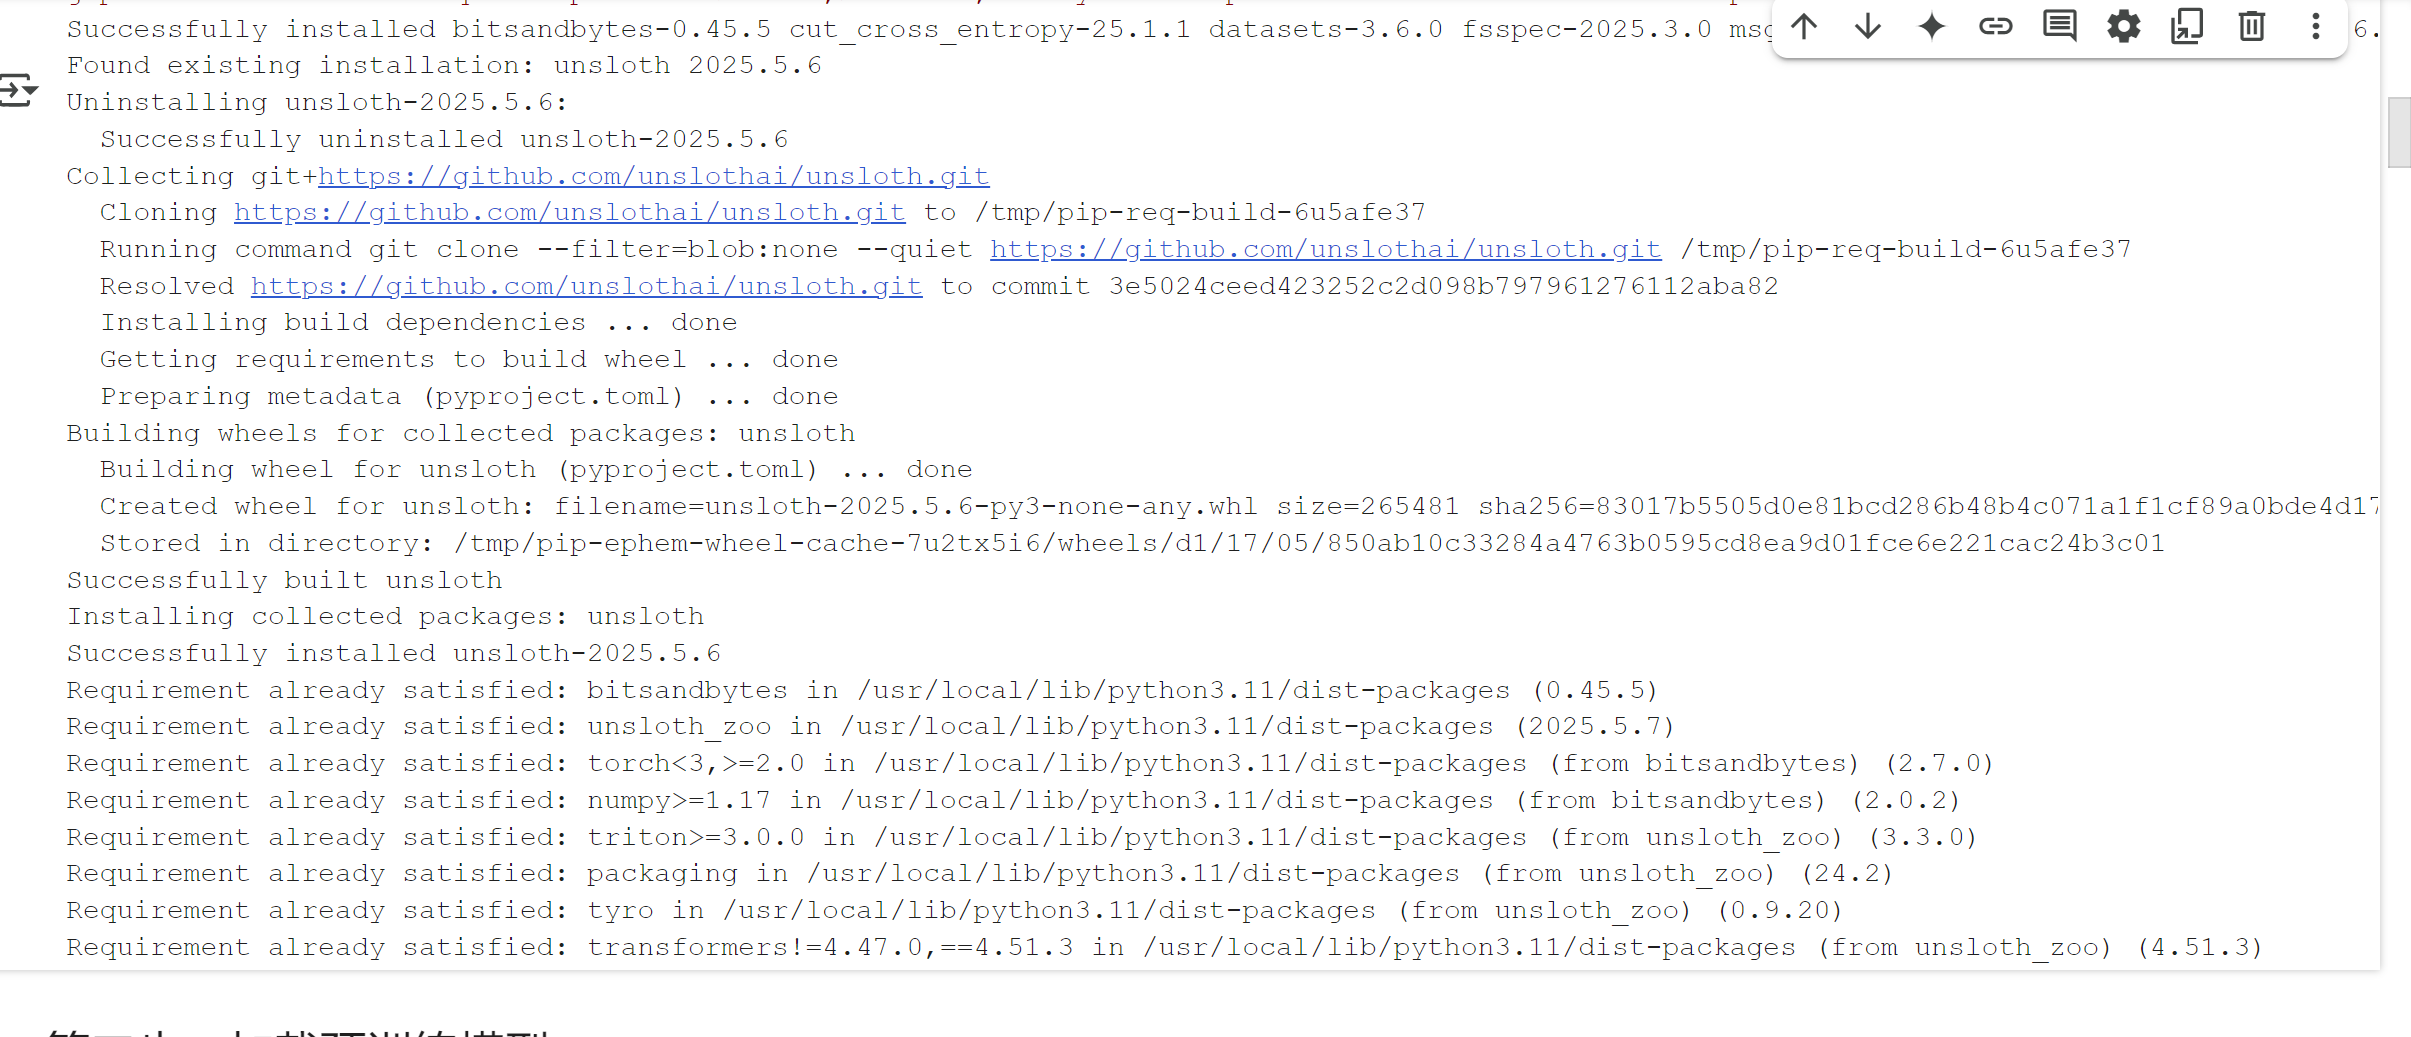 Successfully installed bitsandbytes-0.45.5 cut_cross_entropy-25.1.1 datasets-3.6.0 fsspec-2025.3.0 6.
Found existing installation: unsloth 2025.5.6
Uninstalling unsloth-2025.5.6:
Successfully uninstalled unsloth-2025.5.6
Collecting git+https://github.com/unslothai/unsloth.git
Cloning https://github.com/unslothai/unsloth.git to /tmp/pip-req-build-6u5afe37
Running command git clone --filter=blob:none --quiet https://github.com/unslothai/unsloth.git /tmp/pip-req-build-6u5afe37
Resolved https://github.com/unslothai/unsloth.git to commit 3e5024ceed423252c2d098b797961276112aba82
Installing build dependencies ... done
Getting requirements to build wheel ... done
Preparing metadata (pyproject.toml) ... done
Building wheels for collected packages: unsloth
Building wheel for unsloth (pyproject.toml) ... done
Created wheel for unsloth: filename=unsloth-2025.5.6-py3-none-any.whl size=265481 sha256=83017b5505d0e81bcd286b48b4c071a1f1cf89a0bde4d17
Stored in directory: /tmp/pip-ephem-wheel-cache-7u2tx5i6/wheels/d1/17/05/850ab10c33284a4763b0595cd8ea9d01fce6e221cac24b3c01
Successfully built unsloth
Installing collected packages: unsloth
Successfully installed unsloth-2025.5.6
Requirement already satisfied: bitsandbytes in /usr/local/lib/python3.11/dist-packages (0.45.5)
Requirement already satisfied: unsloth_zoo in /usr/local/lib/python3.11/dist-packages (2025.5.7)
Requirement already satisfied: torch<3,>=2.0 in /usr/local/lib/python3.11/dist-packages (from bitsandbytes) (2.7.0)
Requirement already satisfied: numpy>=1.17 in /usr/local/lib/python3.11/dist-packages (from bitsandbytes) (2.0.2)
Requirement already satisfied: triton>=3.0.0 in /usr/local/lib/python3.11/dist-packages (from unsloth_zoo) (3.3.0)
Requirement already satisfied: packaging in /usr/local/lib/python3.11/dist-packages (from unsloth_zoo) (24.2)
Requirement already satisfied: tyro in /usr/local/lib/python3.11/dist-packages (from unsloth_zoo) (0.9.20)
Requirement already satisfied: transformers!=4.47.0,==4.51.3 in /usr/local/lib/python3.11/dist-packages (from unsloth_zoo) (4.51.3)